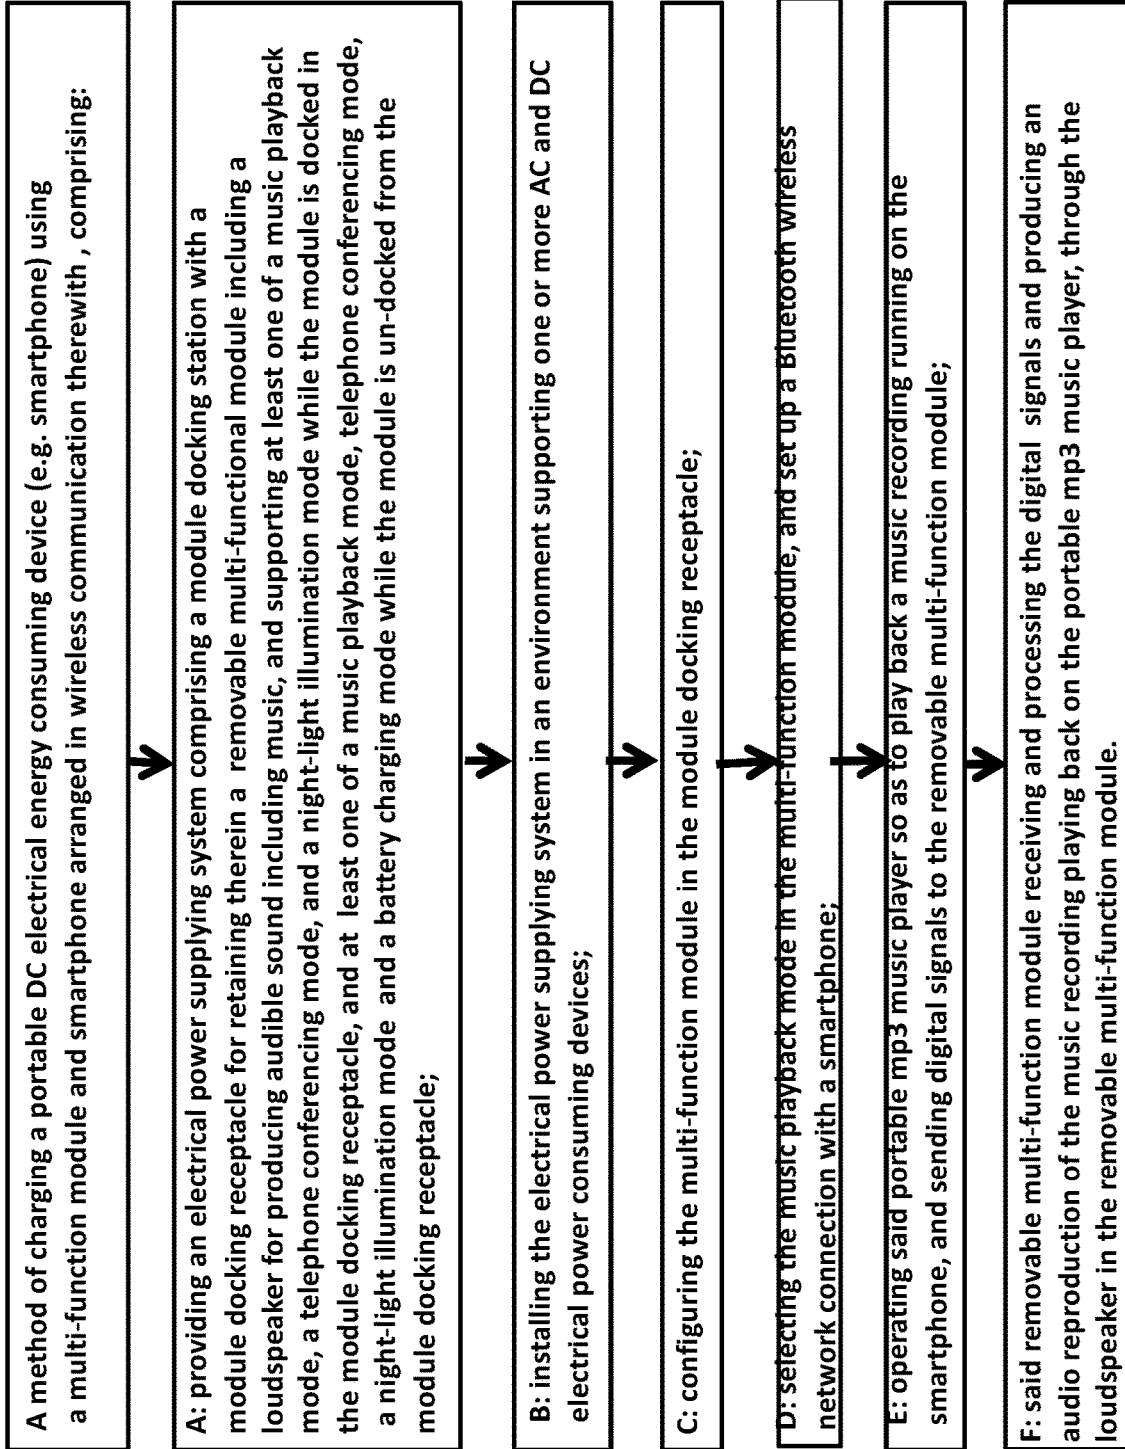 A method of charging a portable DC electrical energy consuming device (e.g. smartphone) using
a multi-function module and smartphone arranged in wireless communication therewith , comprising:
A: providing an electrical power supplying system comprising a module docking station with a
module docking receptacle for retaining therein a removable multi-functional module including a
loudspeaker for producing audible sound including music, and supporting at least one of a music playback
mode, a telephone conferencing mode, and a night-light illumination mode while the module is docked in
the module docking receptacle, and at least one of a music playback mode, telephone conferencing mode,
a night-light illumination mode and a battery charging mode while the module is un-docked from the
module docking receptacle;
B: installing the electrical power supplying system in an environment supporting one or more AC and DC
electrical power consuming devices;
C: configuring the multi-function module in the module docking receptacle;
D: selecting the music playback mode in the multi-function module, and set up a Bluetooth wireless
network connection with a smartphone;
E: operating said portable mp3 music player so as to play back a music recording running on the
smartphone, and sending digital signals to the removable multi-function module;
F: said removable multi-function module receiving and processing the digital signals and producing an
audio reproduction of the music recording playing back on the portable mp3 music player, through the
loudspeaker in the removable multi-function module.